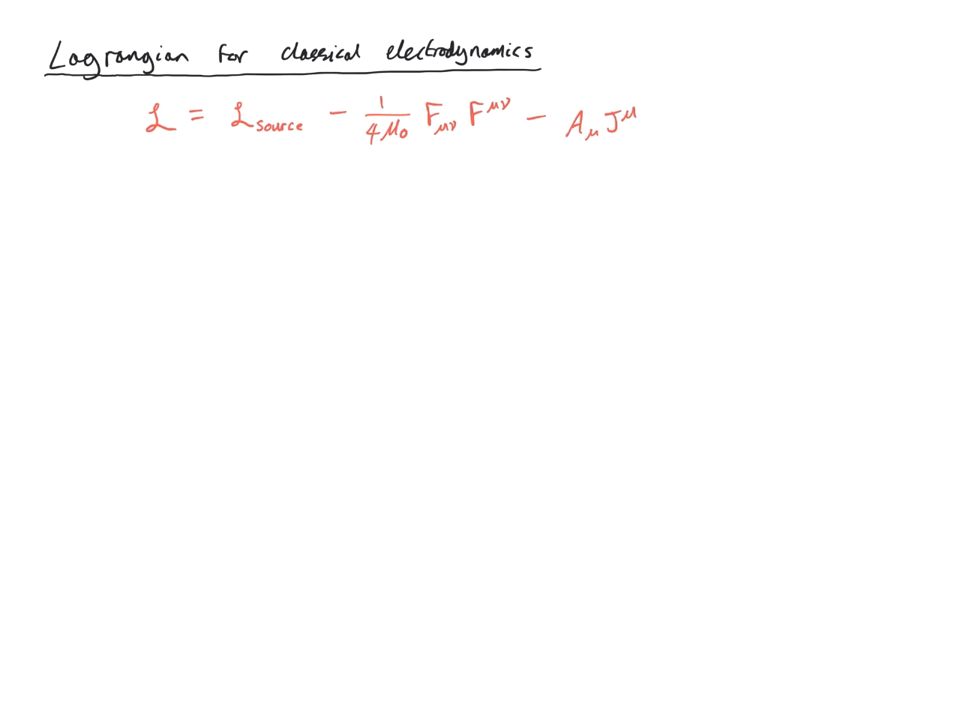 Lagrangian for classical electrodynamics
ℒ = ℒ_source − 1/(4μ₀) F_μν F^μν − A_μ J^μ